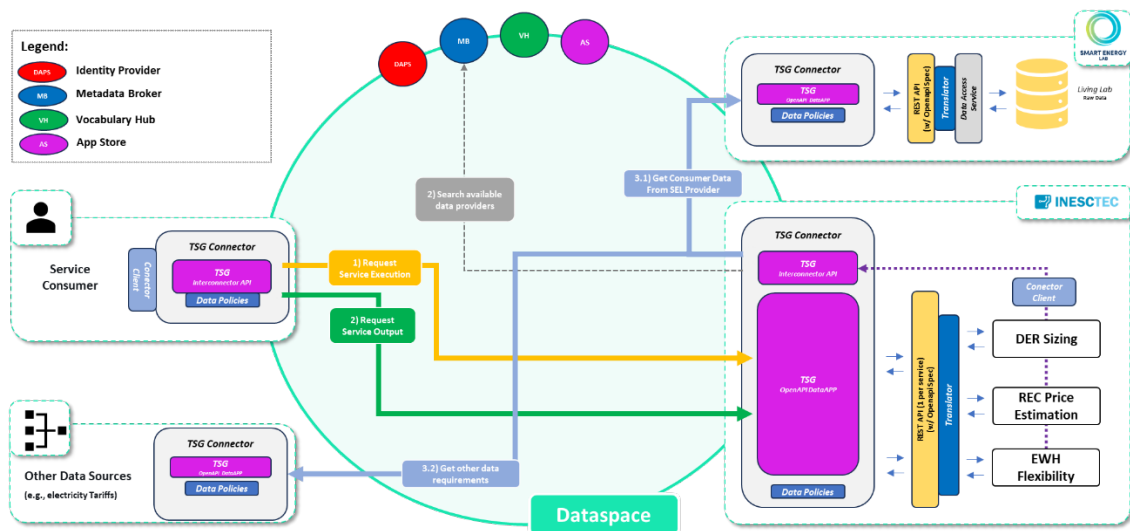 Legend:
DAPS
Identity Provider
MB
Metadata Broker
VH
Vocabulary Hub
AS
App Store
DAPS
MB
VH
AS
SMART ENERGY
LAB
TSG Connector
TSG
OpenAPI DataAPP
Data Policies
REST API
(w/ OpenapiSpec)
Translator
Data Access
Service
Living Lab
Raw Data
Service
Consumer
Conector
Client
TSG Connector
TSG
Interconnector API
Data Policies
1) Request
Service Execution
2) Request
Service Output
2) Search available
data providers
3.1) Get Consumer Data
From SEL Provider
3.2) Get other data
requirements
Other Data Sources
(e.g., electricity Tariffs)
TSG Connector
TSG
OpenAPI DataAPP
Data Policies
INESCTEC
TSG Connector
TSG
Interconnector API
TSG
OpenAPI DataAPP
Data Policies
REST API (1 per service)
(w/ OpenapiSpec)
Translator
Conector
Client
DER Sizing
REC Price
Estimation
EWH
Flexibility
Dataspace